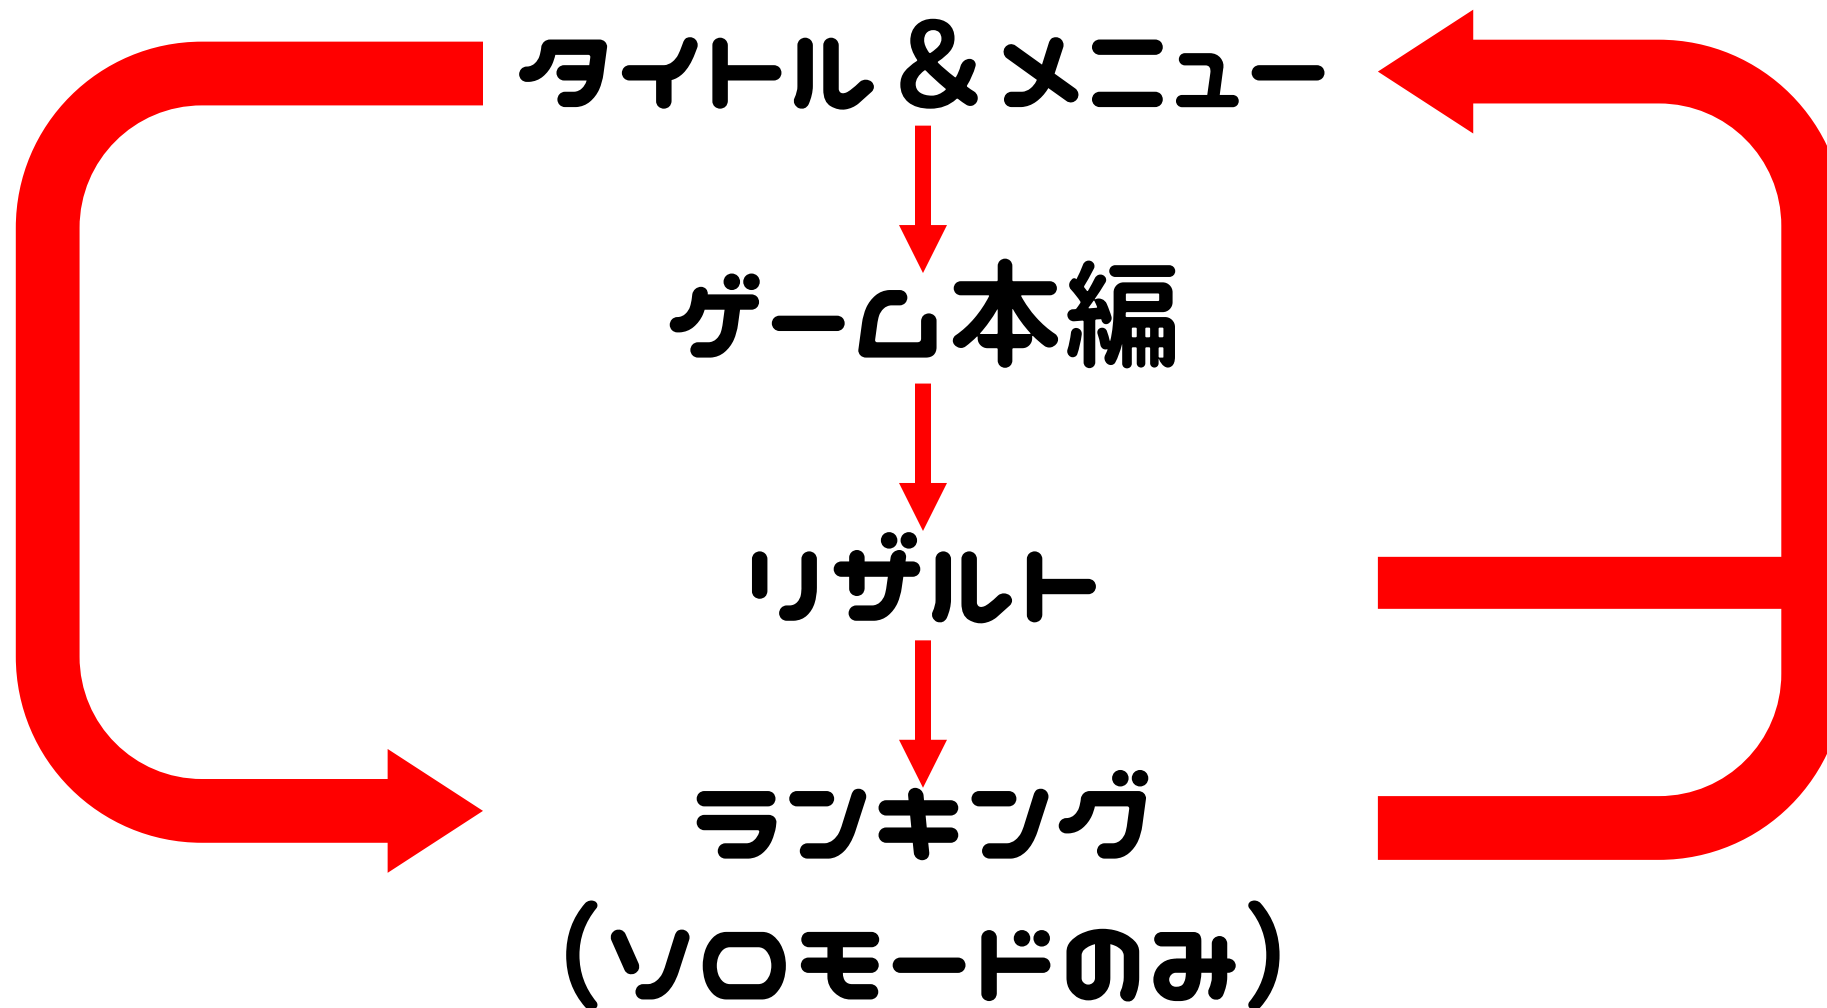 タイトル＆メニュー
ゲーム本編
リザルト
ランキング
(ソロモードのみ)